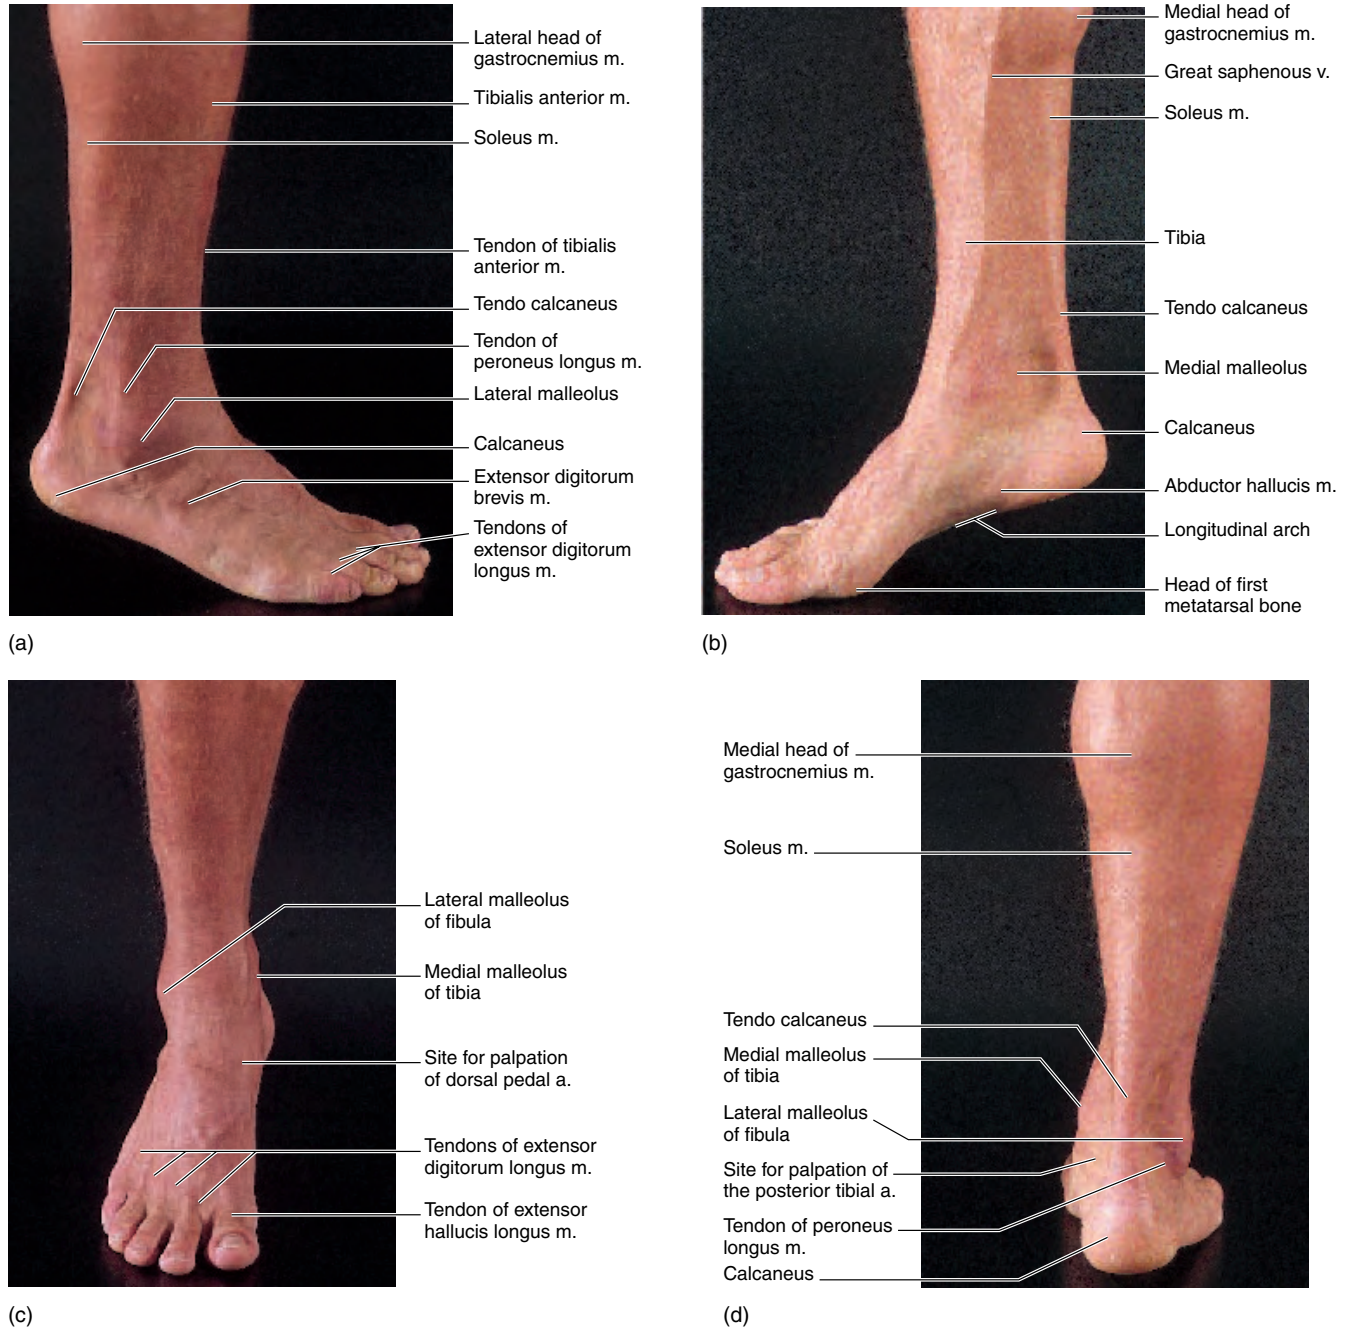 Lateral head of
gastrocnemius m.
Tibialis anterior m.
Soleus m.
Tendon of tibialis
anterior m.
Tendo calcaneus
Tendon of
peroneus longus m.
Lateral malleolus
Calcaneus
Extensor digitorum
brevis m.
Tendons of
extensor digitorum
longus m.
(a)
Medial head of
gastrocnemius m.
Great saphenous v.
Soleus m.
Tibia
Tendo calcaneus
Medial malleolus
Calcaneus
Abductor hallucis m.
Longitudinal arch
Head of first
metatarsal bone
(b)
Lateral malleolus
of fibula
Medial malleolus
of tibia
Site for palpation
of dorsal pedal a.
Tendons of extensor
digitorum longus m.
Tendon of extensor
hallucis longus m.
(c)
Medial head of
gastrocnemius m.
Soleus m.
Tendo calcaneus
Medial malleolus
of tibia
Lateral malleolus
of fibula
Site for palpation of
the posterior tibial a.
Tendon of peroneus
longus m.
Calcaneus
(d)